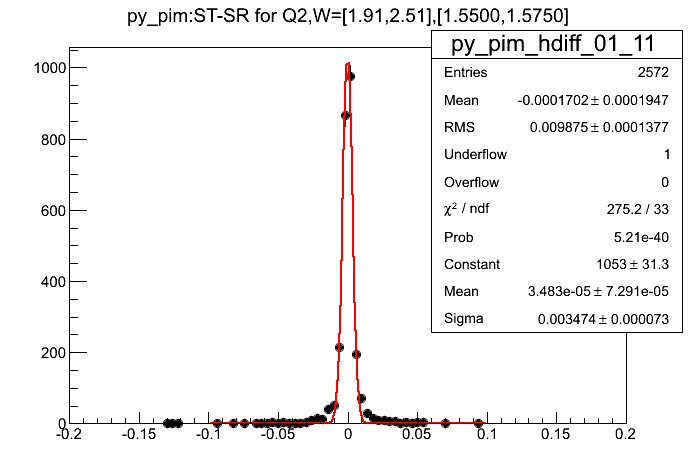 py_pim:ST-SR for Q2,W=[1.91,2.51],[1.5500,1.5750]
py_pim_hdiff_01_11
Entries 2572
Mean -0.0001702 ± 0.0001947
RMS 0.009875 ± 0.0001377
Underflow 1
Overflow 0
χ² / ndf 275.2 / 33
Prob 5.21e-40
Constant 1053 ± 31.3
Mean 3.483e-05 ± 7.291e-05
Sigma 0.003474 ± 0.000073
1000
800
600
400
200
0
-0.2 -0.15 -0.1 -0.05 0 0.05 0.1 0.15 0.2